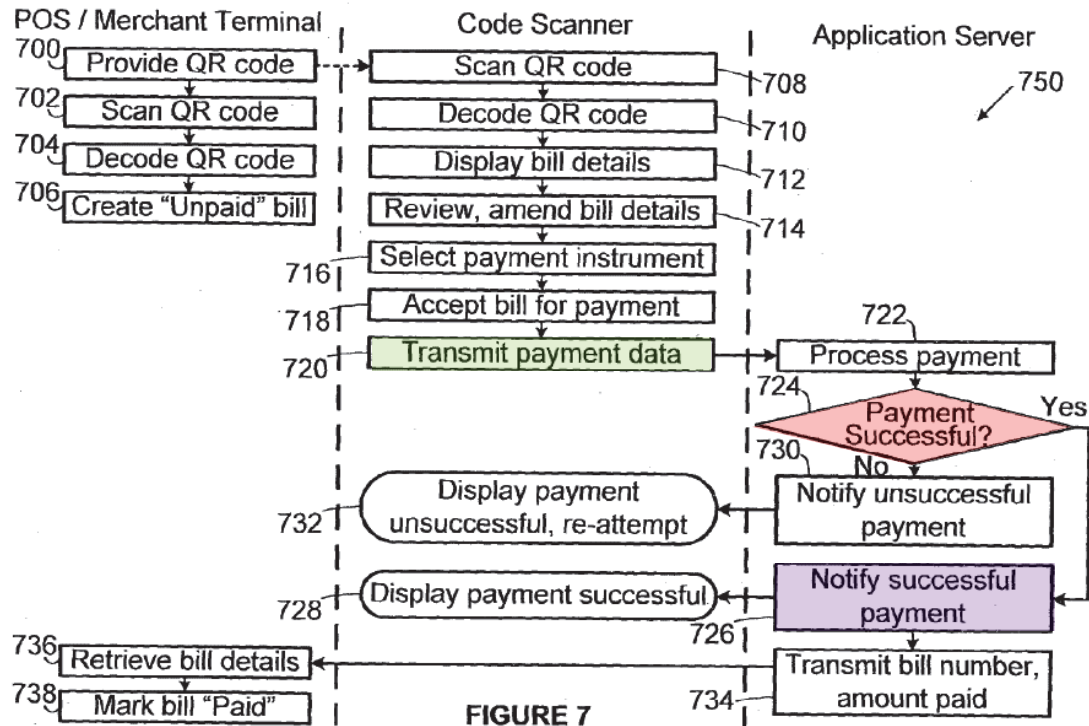 POS / Merchant Terminal
Code Scanner
Application Server
700
Provide QR code
Scan QR code
708
750
702
Scan QR code
Decode QR code
710
704
Decode QR code
Display bill details
712
706
Create “Unpaid” bill
Review, amend bill details
714
Select payment instrument
716
Accept bill for payment
718
722
Transmit payment data
720
Process payment
724
Payment
Successful?
Yes
730
No
Display payment
unsuccessful, re-attempt
732
Notify unsuccessful
payment
Display payment successful
728
Notify successful
payment
726
736
Retrieve bill details
Transmit bill number,
amount paid
734
738
Mark bill “Paid”
FIGURE 7